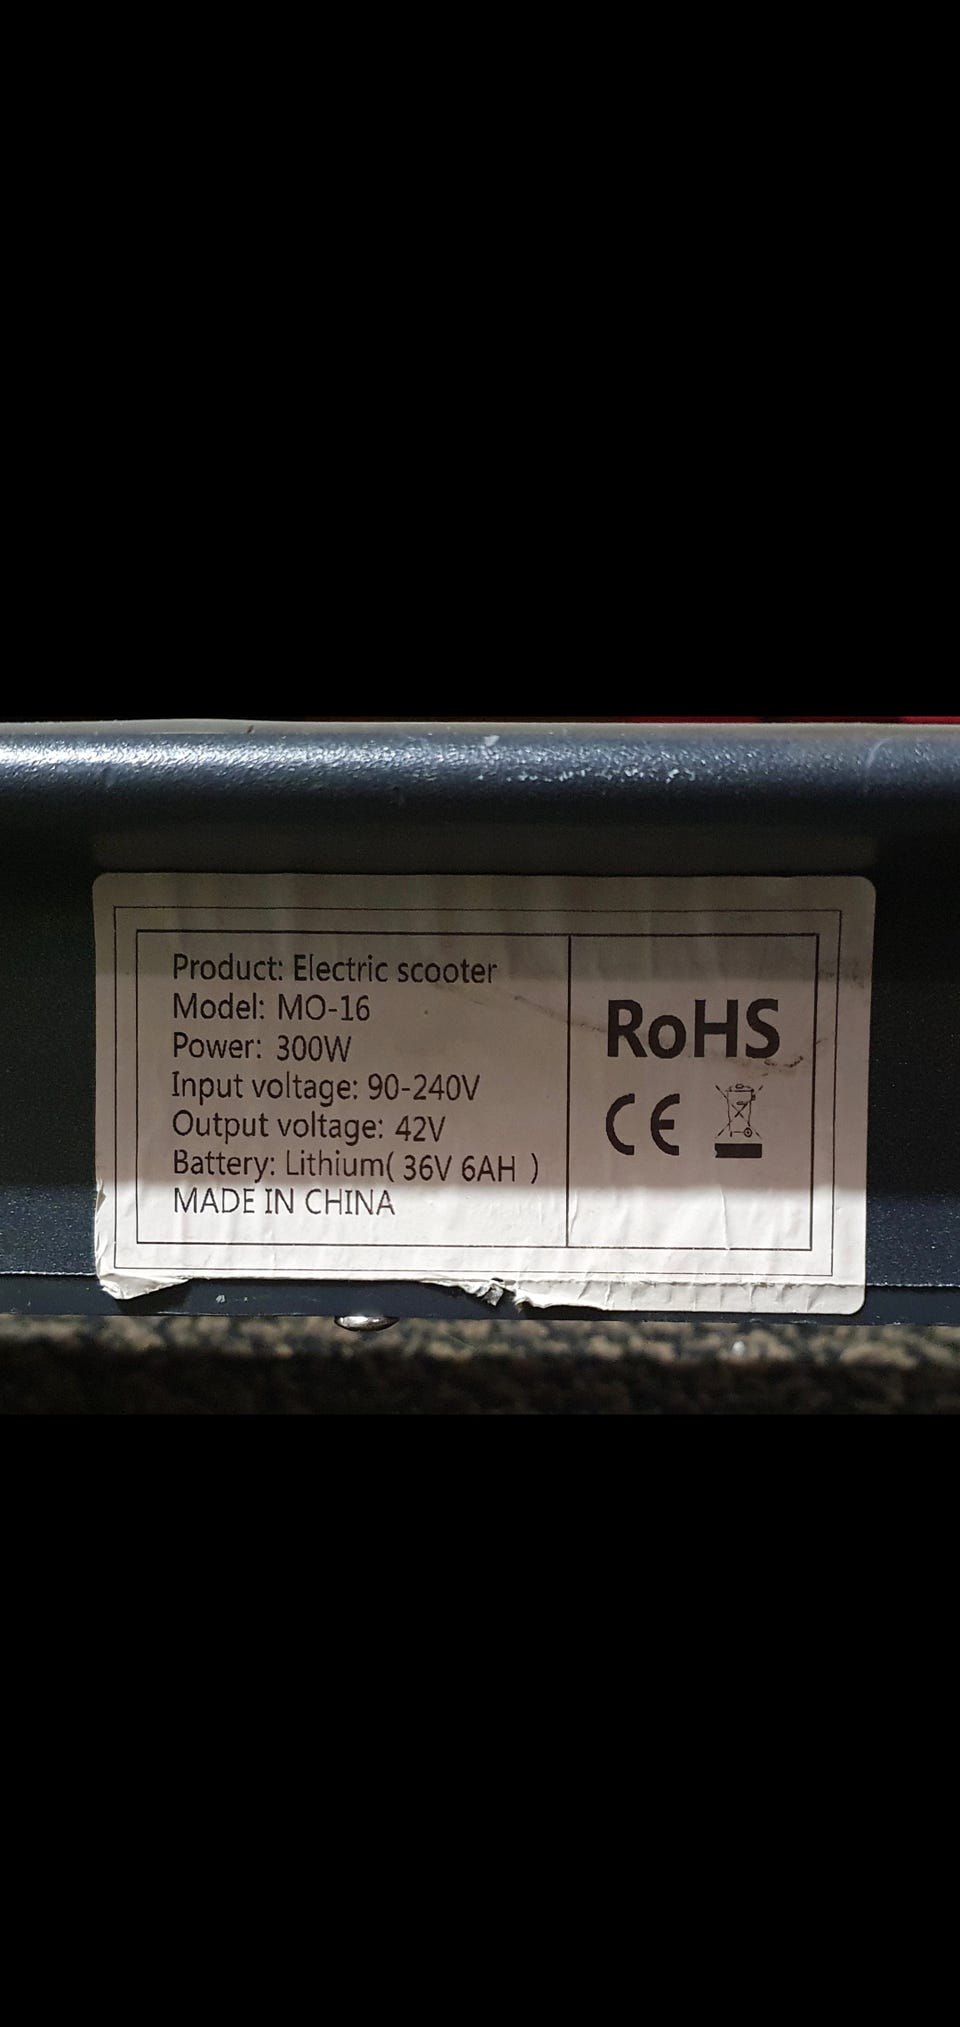 Product: Electric scooter
Model: MO-16
Power: 300W
Input voltage: 90-240V
Output voltage: 42V
Battery: Lithium( 36V 6AH )
MADE IN CHINA
RoHS
CE